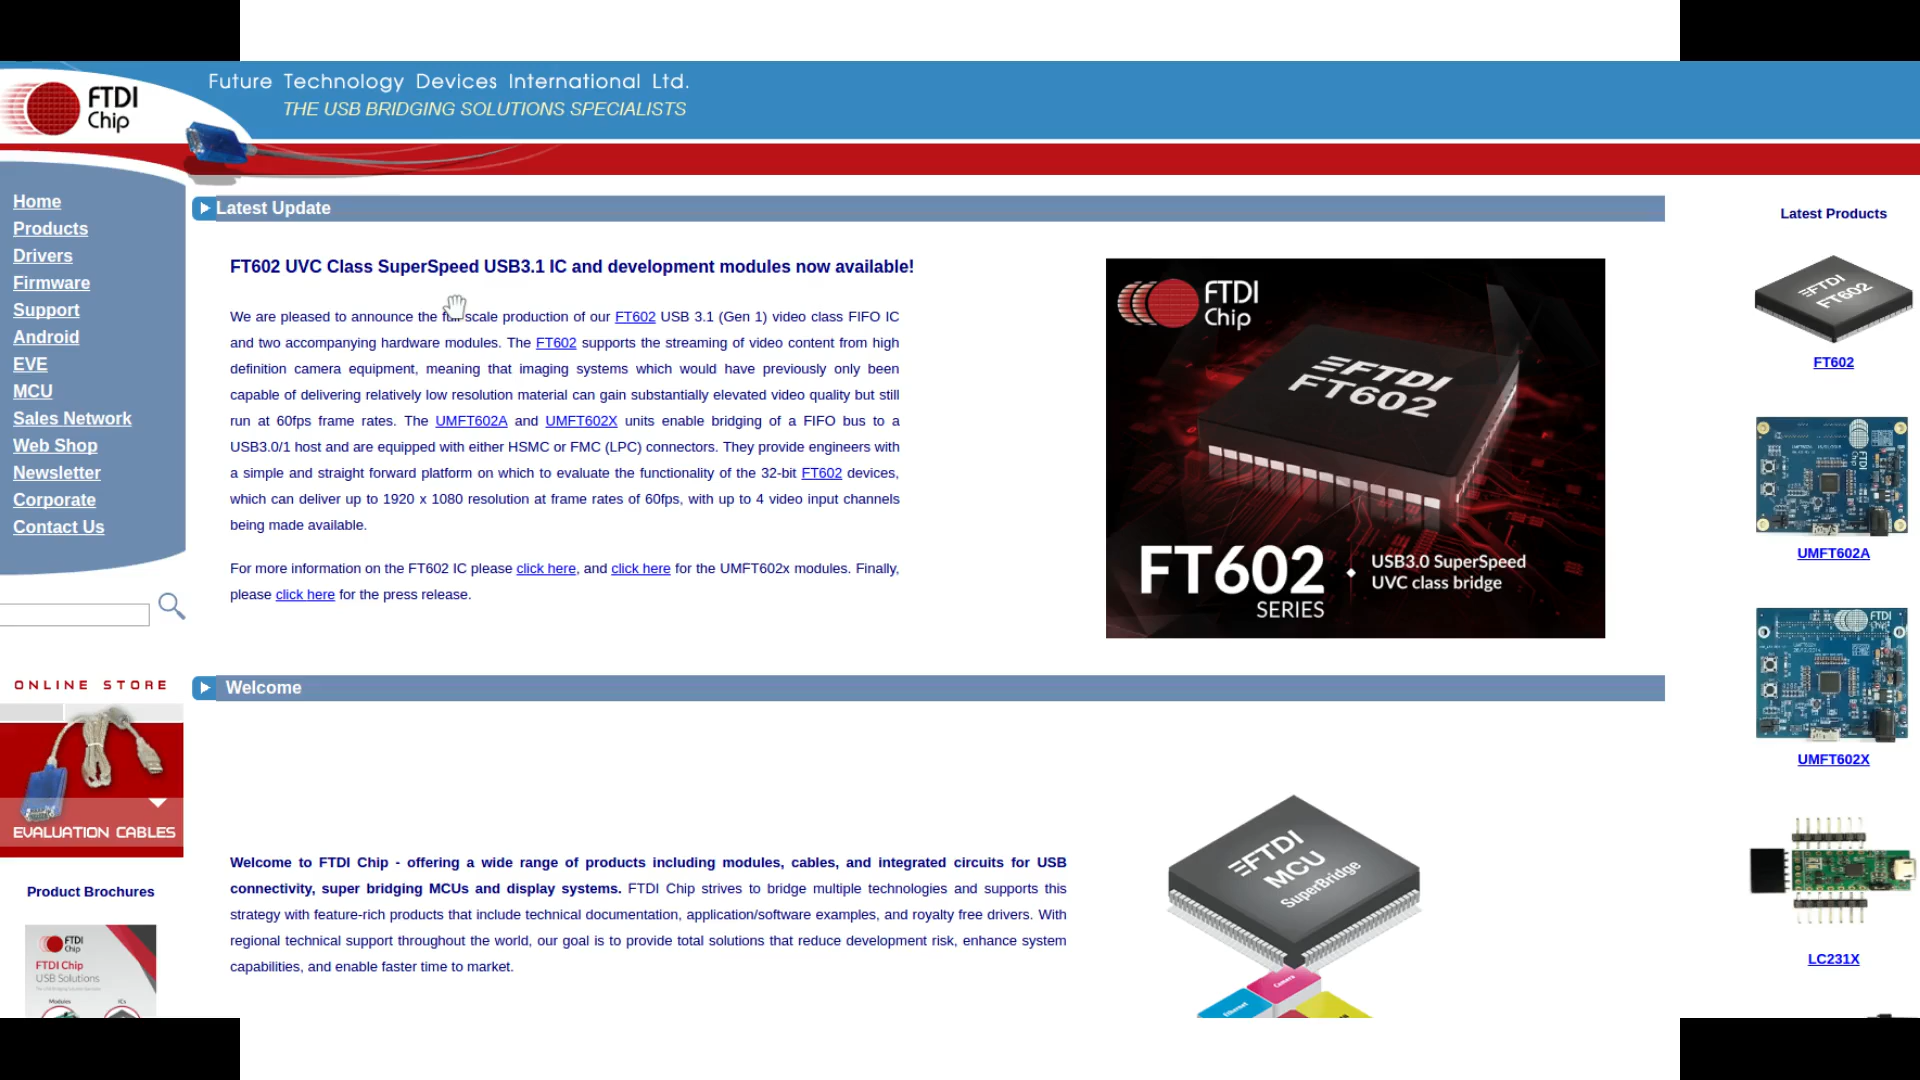 FTDI
Chip
Future Technology Devices International Ltd.
THE USB BRIDGING SOLUTIONS SPECIALISTS
Home
Products
Drivers
Firmware
Support
Android
EVE
MCU
Sales Network
Web Shop
Newsletter
Corporate
Contact Us
ONLINE STORE
EVALUATION CABLES
Product Brochures
FTDI
Chip
FTDI Chip
USB Solutions
Modules ICs
Latest Update
FT602 UVC Class SuperSpeed USB3.1 IC and development modules now available!
We are pleased to announce the full scale production of our FT602 USB 3.1 (Gen 1) video class FIFO IC
and two accompanying hardware modules. The FT602 supports the streaming of video content from high
definition camera equipment, meaning that imaging systems which would have previously only been
capable of delivering relatively low resolution material can gain substantially elevated video quality but still
run at 60fps frame rates. The UMFT602A and UMFT602X units enable bridging of a FIFO bus to a
USB3.0/1 host and are equipped with either HSMC or FMC (LPC) connectors. They provide engineers with
a simple and straight forward platform on which to evaluate the functionality of the 32-bit FT602 devices,
which can deliver up to 1920 x 1080 resolution at frame rates of 60fps, with up to 4 video input channels
being made available.
For more information on the FT602 IC please click here, and click here for the UMFT602x modules. Finally,
please click here for the press release.
FTDI
Chip
FTDI
FT602
FT602
SERIES
USB3.0 SuperSpeed
UVC class bridge
Welcome
Welcome to FTDI Chip - offering a wide range of products including modules, cables, and integrated circuits for USB
connectivity, super bridging MCUs and display systems. FTDI Chip strives to bridge multiple technologies and supports this
strategy with feature-rich products that include technical documentation, application/software examples, and royalty free drivers. With
regional technical support throughout the world, our goal is to provide total solutions that reduce development risk, enhance system
capabilities, and enable faster time to market.
FTDI
MCU
SuperBridge
Camera
Ethernet
Latest Products
FTDI
FT602
FT602
FTDI
Chip
UMFT602A
FTDI
Chip
UMFT602X
LC231X